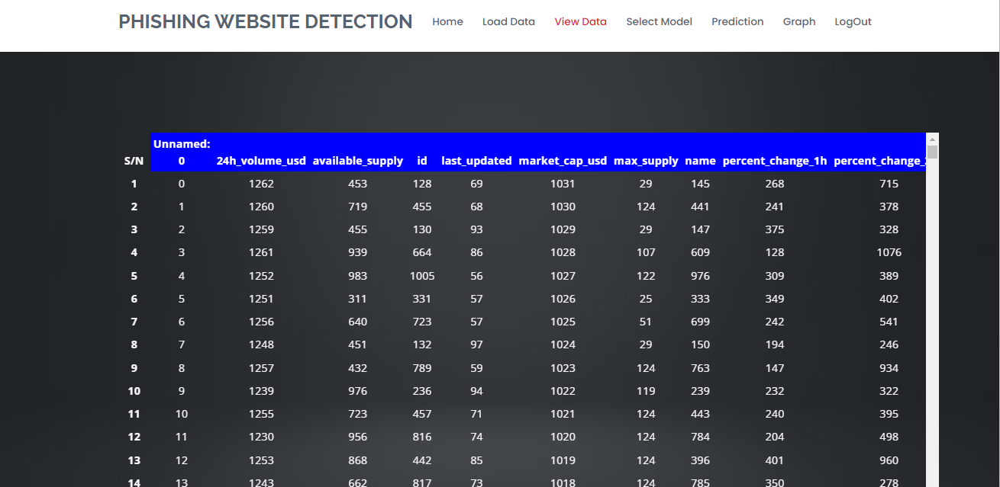 PHISHING WEBSITE DETECTION Home Load Data View Data Select Model Prediction Graph LogOut
Unnamed:
S/N 0 24h_volume_usd available_supply id last_updated market_cap_usd max_supply name percent_change_1h percent_change_
1 0 1262 453 128 69 1031 29 145 268 715
2 1 1260 719 455 68 1030 124 441 241 378
3 2 1259 455 130 93 1029 29 147 375 328
4 3 1261 939 664 86 1028 107 609 128 1076
5 4 1252 983 1005 56 1027 122 976 309 389
6 5 1251 311 331 57 1026 25 333 349 402
7 6 1256 640 723 57 1025 51 699 242 541
8 7 1248 451 132 97 1024 29 150 194 246
9 8 1257 432 789 59 1023 124 763 147 934
10 9 1239 976 236 94 1022 119 239 232 322
11 10 1255 723 457 71 1021 124 443 240 395
12 11 1230 956 816 74 1020 124 784 204 498
13 12 1253 868 442 85 1019 124 396 401 960
14 13 1243 662 817 73 1018 124 785 350 278